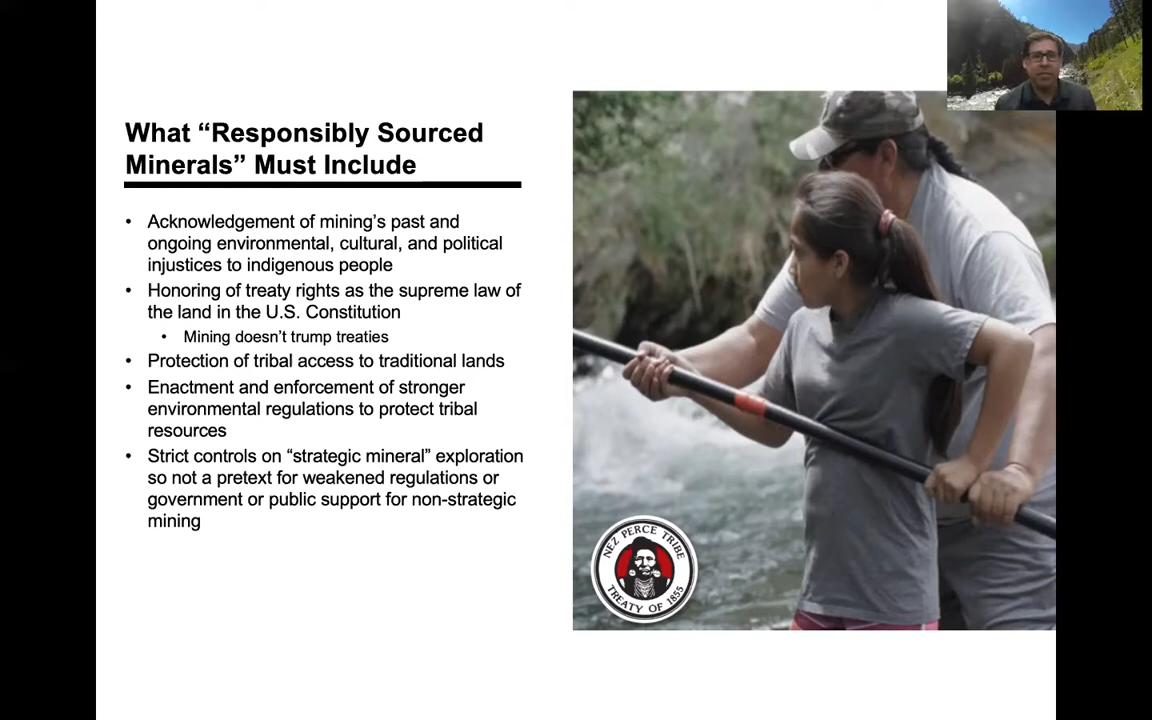 What “Responsibly Sourced
Minerals” Must Include
• Acknowledgement of mining’s past and
ongoing environmental, cultural, and political
injustices to indigenous people
• Honoring of treaty rights as the supreme law of
the land in the U.S. Constitution
• Mining doesn’t trump treaties
• Protection of tribal access to traditional lands
• Enactment and enforcement of stronger
environmental regulations to protect tribal
resources
• Strict controls on “strategic mineral” exploration
so not a pretext for weakened regulations or
government or public support for non-strategic
mining
NEZ PERCE TRIBE
TREATY OF 1855